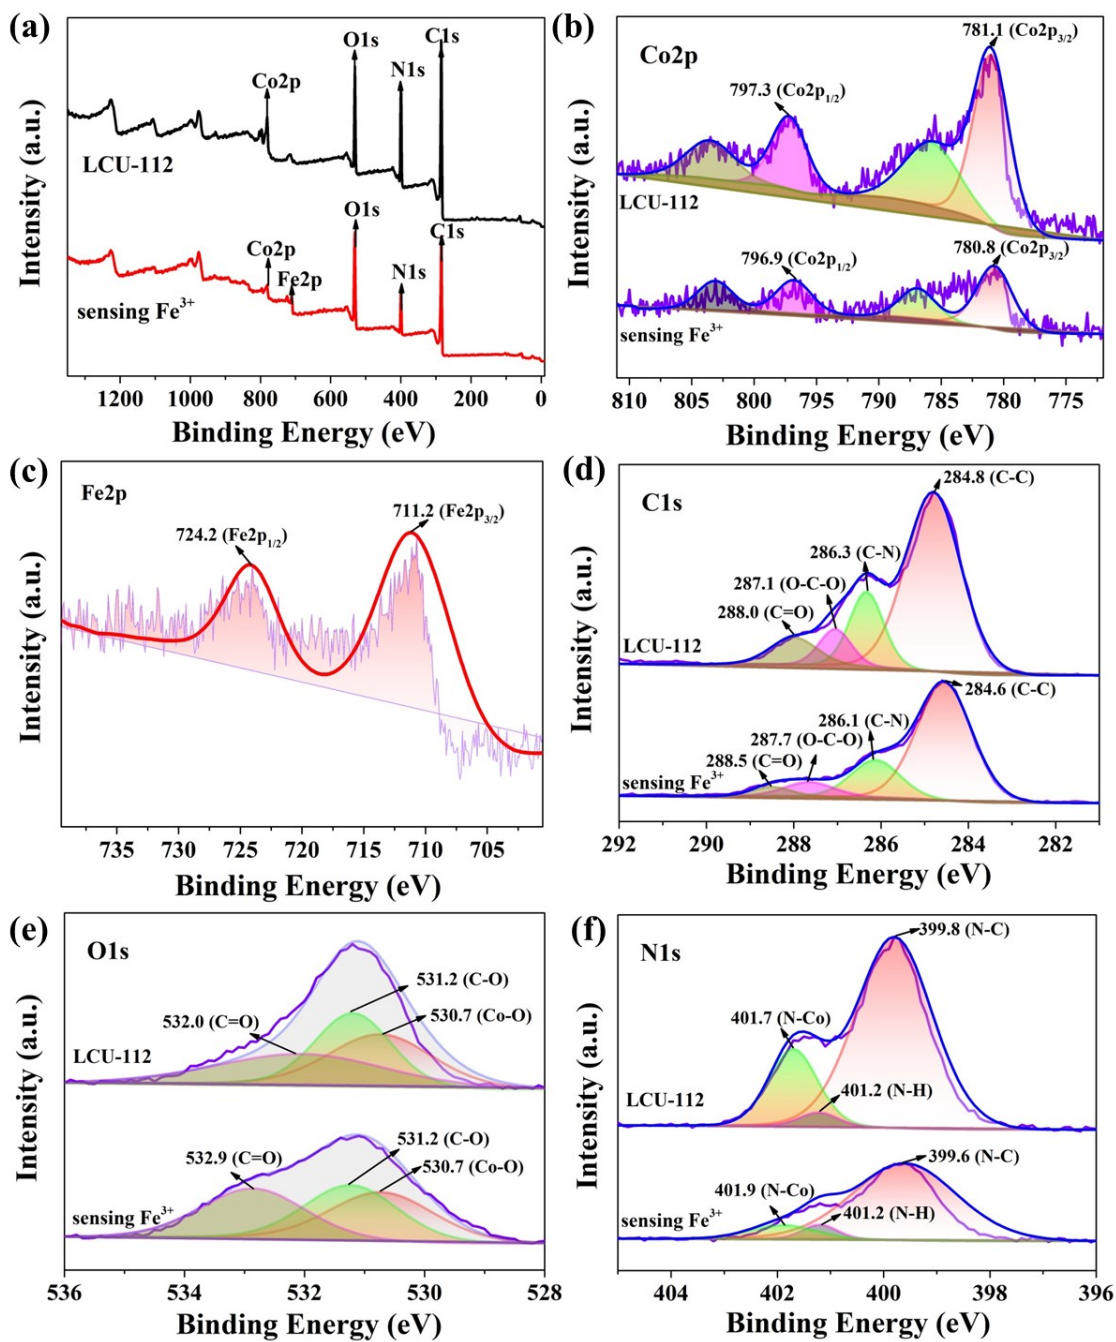 (a)
Intensity (a.u.)
O1s
C1s
N1s
Co2p
LCU-112
O1s
C1s
Co2p
Fe2p
N1s
sensing Fe³⁺
1200 1000 800 600 400 200 0
Binding Energy (eV)
(b)
Intensity (a.u.)
Co2p
781.1 (Co2p₃/₂)
797.3 (Co2p₁/₂)
LCU-112
796.9 (Co2p₁/₂)
780.8 (Co2p₃/₂)
sensing Fe³⁺
810 805 800 795 790 785 780 775
Binding Energy (eV)
(c)
Intensity (a.u.)
Fe2p
711.2 (Fe2p₃/₂)
724.2 (Fe2p₁/₂)
735 730 725 720 715 710 705
Binding Energy (eV)
(d)
Intensity (a.u.)
C1s
284.8 (C-C)
286.3 (C-N)
287.1 (O-C-O)
288.0 (C=O)
LCU-112
284.6 (C-C)
286.1 (C-N)
287.7 (O-C-O)
288.5 (C=O)
sensing Fe³⁺
292 290 288 286 284 282
Binding Energy (eV)
(e)
Intensity (a.u.)
O1s
531.2 (C-O)
530.7 (Co-O)
532.0 (C=O)
LCU-112
531.2 (C-O)
532.9 (C=O)
530.7 (Co-O)
sensing Fe³⁺
536 534 532 530 528
Binding Energy (eV)
(f)
Intensity (a.u.)
N1s
399.8 (N-C)
401.7 (N-Co)
401.2 (N-H)
LCU-112
399.6 (N-C)
401.9 (N-Co)
401.2 (N-H)
sensing Fe³⁺
402 400 398 396
Binding Energy (eV)